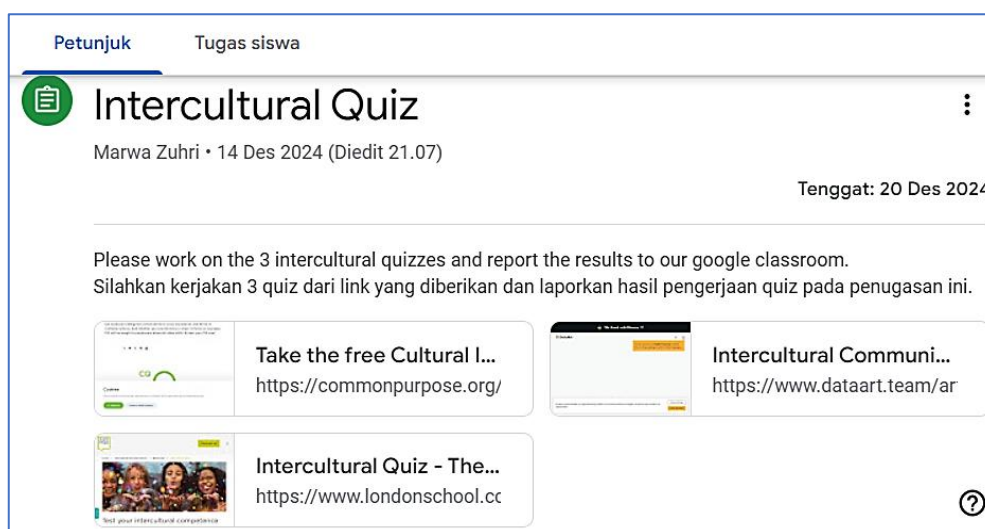 Petunjuk Tugas siswa
Intercultural Quiz
Marwa Zuhri • 14 Des 2024 (Diedit 21.07)
Tenggat: 20 Des 2024
Please work on the 3 intercultural quizzes and report the results to our google classroom.
Silahkan kerjakan 3 quiz dari link yang diberikan dan laporkan hasil pengerjaan quiz pada penugasan ini.
Take the free Cultural I... Intercultural Communi...
https://commonpurpose.org/ https://www.dataart.team/ar
CQ
Cookies
Intercultural Quiz - The...
https://www.londonschool.cc
Test your intercultural competence